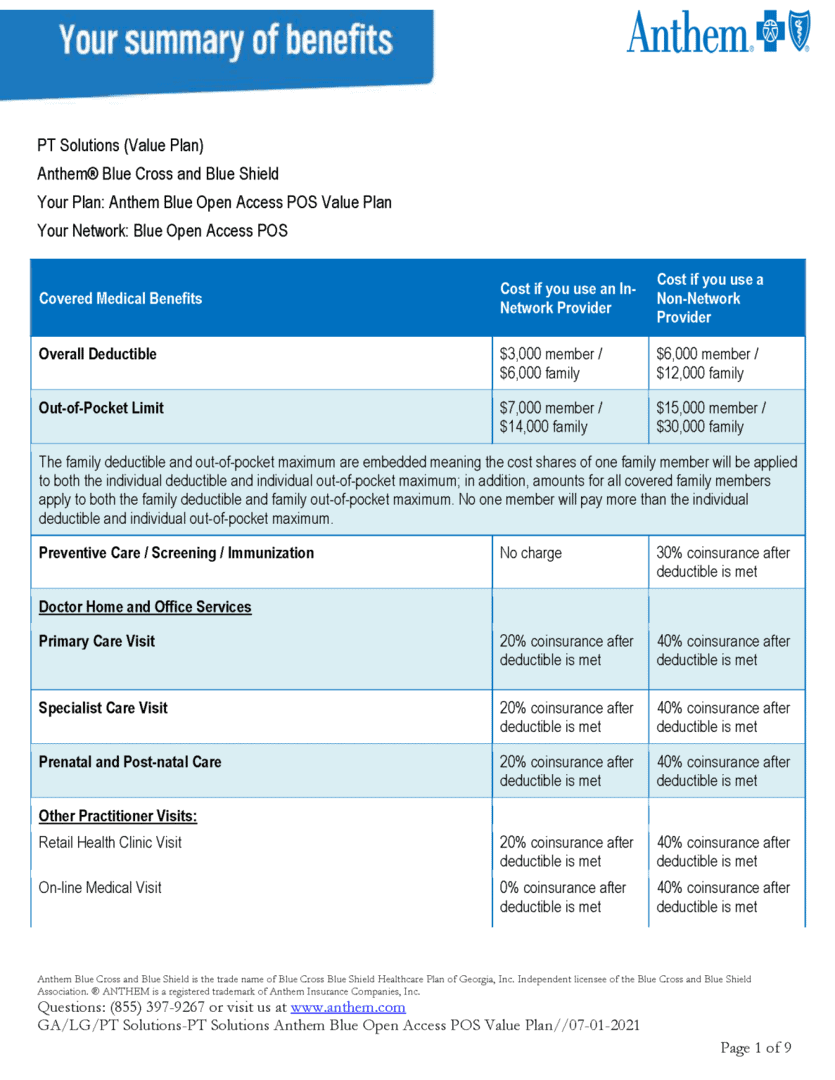 Your summary of benefits
Anthem®
PT Solutions (Value Plan)
Anthem® Blue Cross and Blue Shield
Your Plan: Anthem Blue Open Access POS Value Plan
Your Network: Blue Open Access POS
Covered Medical Benefits
Cost if you use an In-
Network Provider
Cost if you use a
Non-Network
Provider
Overall Deductible
$3,000 member /
$6,000 family
$6,000 member /
$12,000 family
Out-of-Pocket Limit
$7,000 member /
$14,000 family
$15,000 member /
$30,000 family
The family deductible and out-of-pocket maximum are embedded meaning the cost shares of one family member will be applied
to both the individual deductible and individual out-of-pocket maximum; in addition, amounts for all covered family members
apply to both the family deductible and family out-of-pocket maximum. No one member will pay more than the individual
deductible and individual out-of-pocket maximum.
Preventive Care / Screening / Immunization
No charge
30% coinsurance after
deductible is met
Doctor Home and Office Services
Primary Care Visit
20% coinsurance after
deductible is met
40% coinsurance after
deductible is met
Specialist Care Visit
20% coinsurance after
deductible is met
40% coinsurance after
deductible is met
Prenatal and Post-natal Care
20% coinsurance after
deductible is met
40% coinsurance after
deductible is met
Other Practitioner Visits:
Retail Health Clinic Visit
20% coinsurance after
deductible is met
40% coinsurance after
deductible is met
On-line Medical Visit
0% coinsurance after
deductible is met
40% coinsurance after
deductible is met
Anthem Blue Cross and Blue Shield is the trade name of Blue Cross Blue Shield Healthcare Plan of Georgia, Inc. Independent licensee of the Blue Cross and Blue Shield
Association. ® ANTHEM is a registered trademark of Anthem Insurance Companies, Inc.
Questions: (855) 397-9267 or visit us at www.anthem.com
GA/LG/PT Solutions-PT Solutions Anthem Blue Open Access POS Value Plan//07-01-2021
Page 1 of 9